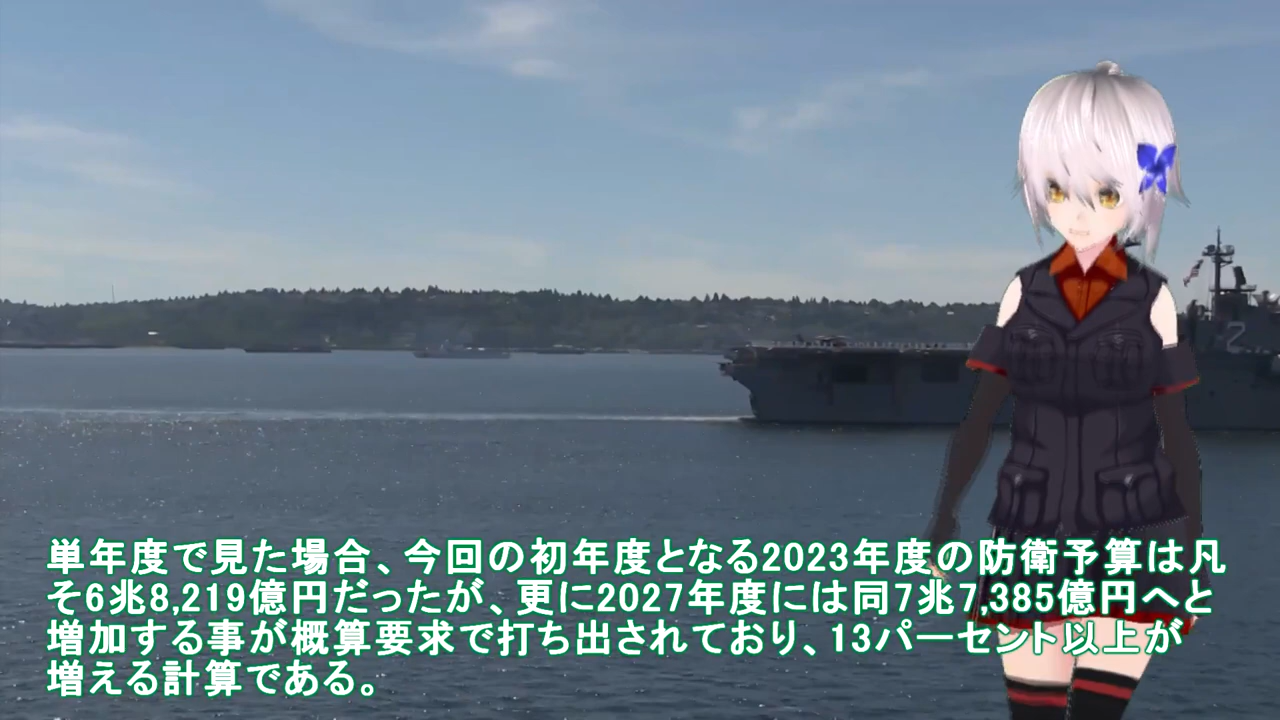 単年度で見た場合、今回の初年度となる2023年度の防衛予算は凡
そ6兆8,219億円だったが、更に2027年度には同7兆7,385億円へと
増加する事が概算要求で打ち出されており、13パーセント以上が
増える計算である。
2